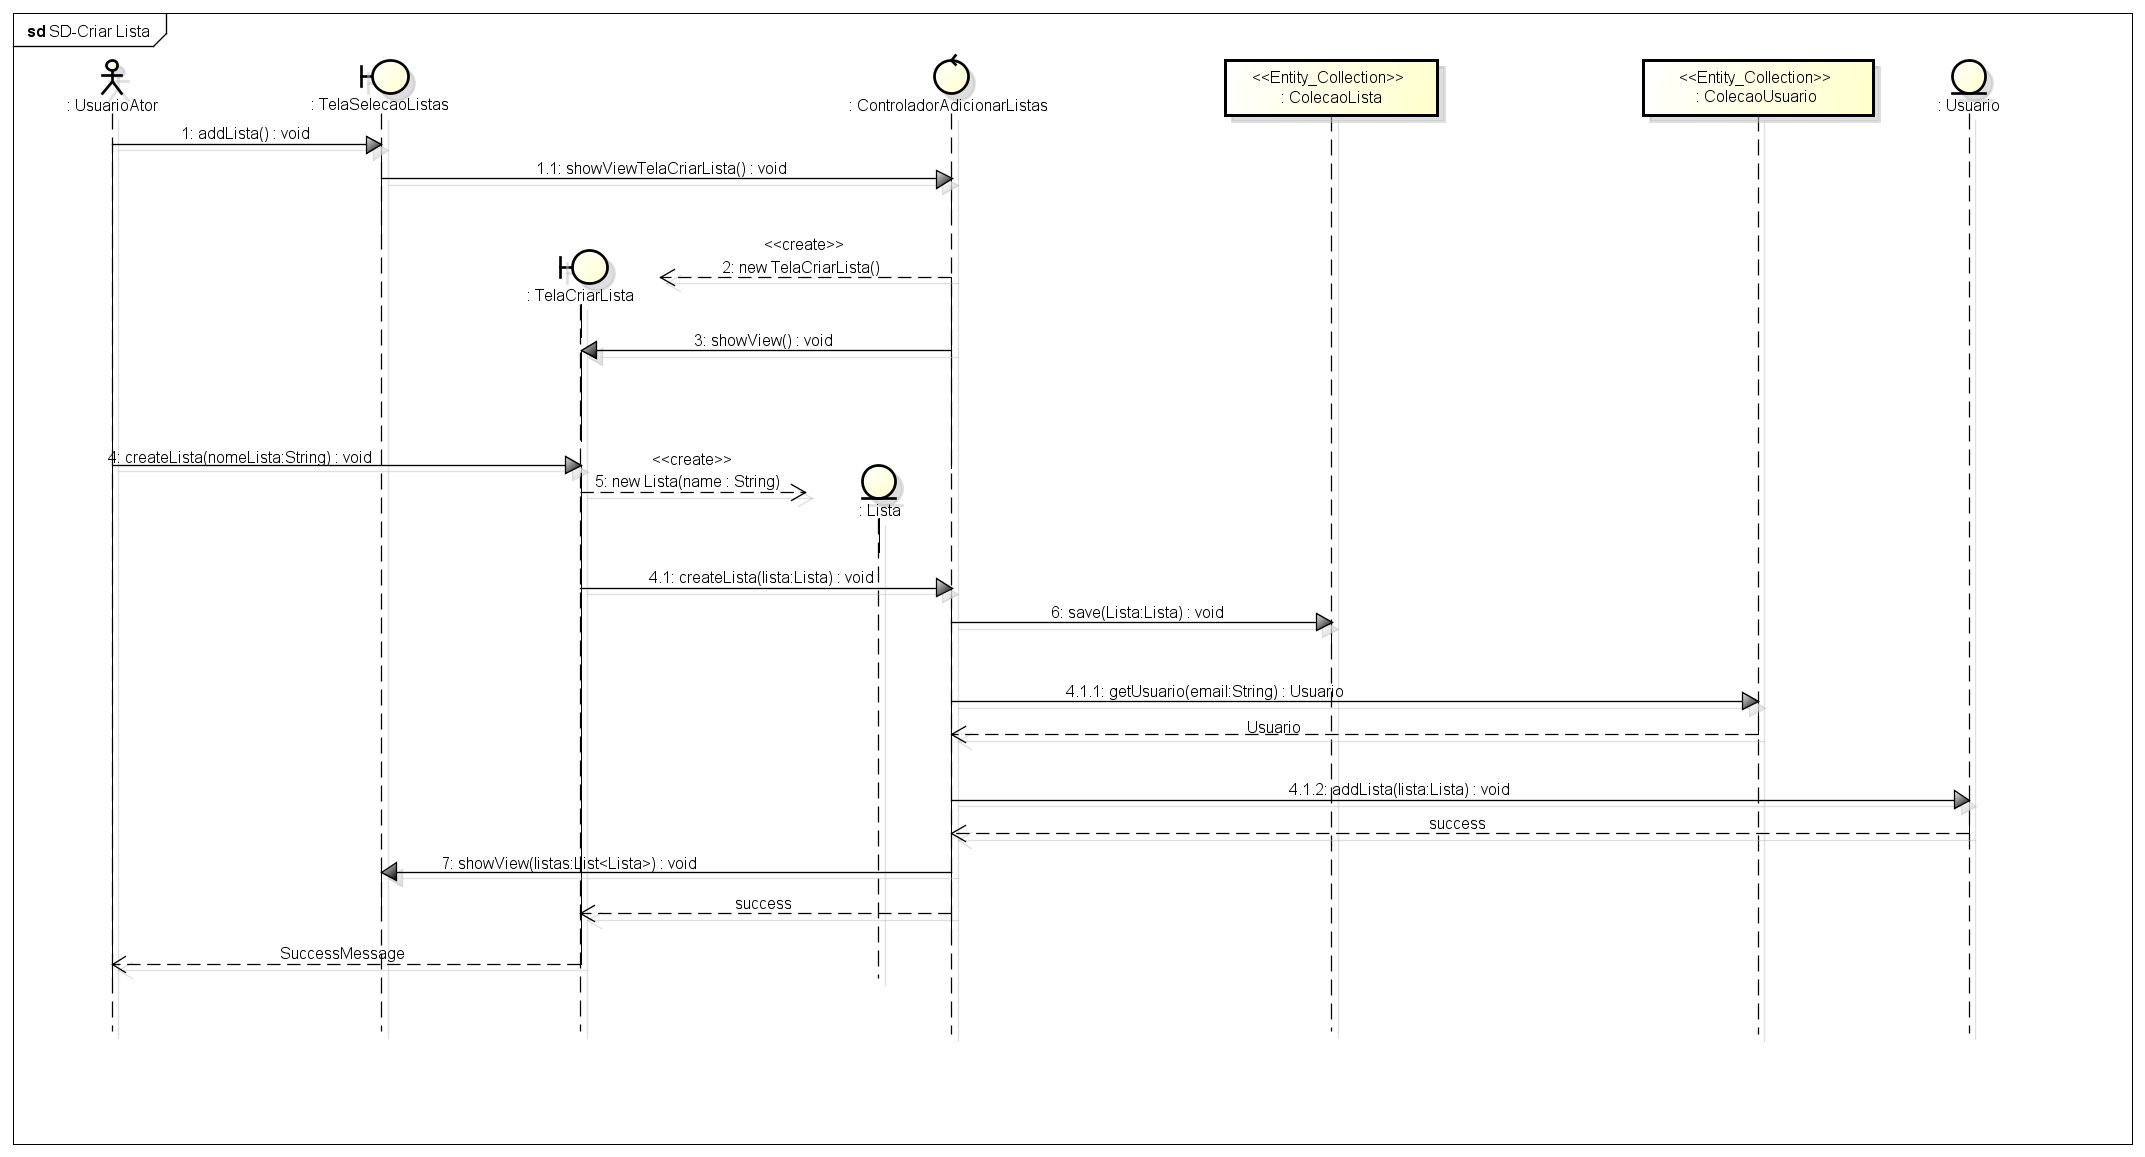 sd SD-Criar Lista
: UsuarioAtor
: TelaSelecaoListas
: ControladorAdicionarListas
<<Entity_Collection>>
: ColecaoLista
<<Entity_Collection>>
: ColecaoUsuario
: Usuario
1: addLista() : void
1.1: showViewTelaCriarLista() : void
<<create>>
2: new TelaCriarLista()
: TelaCriarLista
3: showView() : void
4: createLista(nomeLista:String) : void
<<create>>
5: new Lista(name : String)
: Lista
4.1: createLista(lista:Lista) : void
6: save(Lista:Lista) : void
4.1.1: getUsuario(email:String) : Usuario
Usuario
4.1.2: addLista(lista:Lista) : void
success
7: showView(listas:List<Lista>) : void
success
SuccessMessage